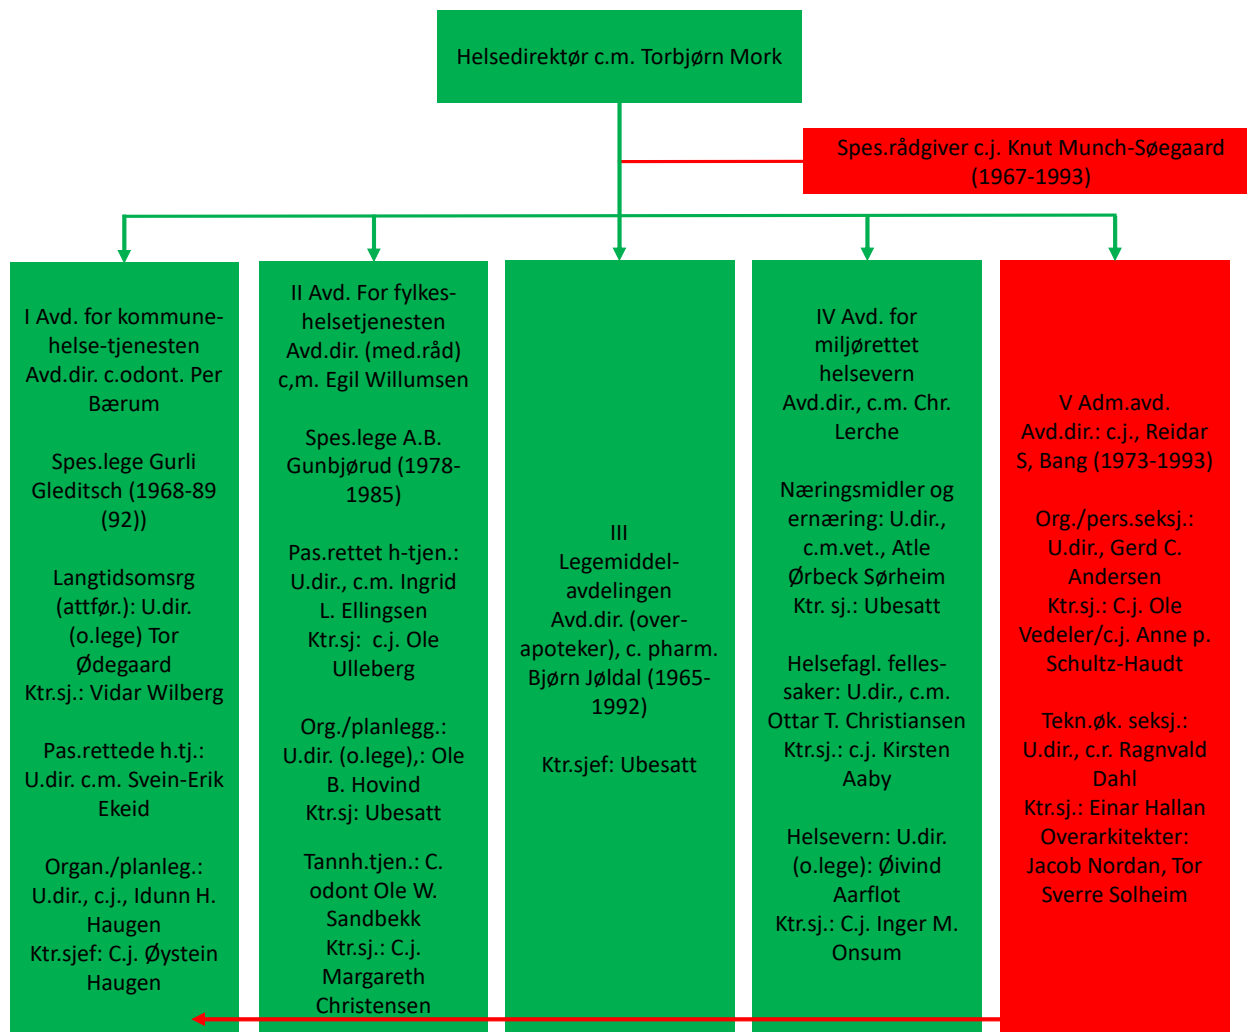 Helsedirektør c.m. Torbjørn Mork
Spes.rådgiver c.j. Knut Munch-Søegaard
(1967-1993)
I Avd. for kommune-
helse-tjenesten
Avd.dir. c.odont. Per
Bærum
Spes.lege Gurli
Gleditsch (1968-89
(92))
Langtidsomsrg
(attfør.): U.dir.
(o.lege) Tor
Ødegaard
Ktr.sj.: Vidar Wilberg
Pas.rettede h.tj.:
U.dir. c.m. Svein-Erik
Ekeid
Organ./planleg.:
U.dir., c.j., Idunn H.
Haugen
Ktr.sjef: C.j. Øystein
Haugen
II Avd. For fylkes-
helsetjenesten
Avd.dir. (med.råd)
c,m. Egil Willumsen
Spes.lege A.B.
Gunbjørud (1978-
1985)
Pas.rettet h-tjen.:
U.dir., c.m. Ingrid
L. Ellingsen
Ktr.sj: c.j. Ole
Ulleberg
Org./planlegg.:
U.dir. (o.lege),: Ole
B. Hovind
Ktr.sj: Ubesatt
Tannh.tjen.: C.
odont Ole W.
Sandbekk
Ktr.sj.: C.j.
Margareth
Christensen
III
Legemiddel-
avdelingen
Avd.dir. (over-
apoteker), c. pharm.
Bjørn Jøldal (1965-
1992)
Ktr.sjef: Ubesatt
IV Avd. for
miljørettet
helsevern
Avd.dir., c.m. Chr.
Lerche
Næringsmidler og
ernæring: U.dir.,
c.m.vet., Atle
Ørbeck Sørheim
Ktr. sj.: Ubesatt
Helsefagl. felles-
saker: U.dir., c.m.
Ottar T. Christiansen
Ktr.sj.: c.j. Kirsten
Aaby
Helsevern: U.dir.
(o.lege): Øivind
Aarflot
Ktr.sj.: C.j. Inger M.
Onsum
V Adm.avd.
Avd.dir.: c.j., Reidar
S, Bang (1973-1993)
Org./pers.seksj.:
U.dir., Gerd C.
Andersen
Ktr.sj.: C.j. Ole
Vedeler/c.j. Anne p.
Schultz-Haudt
Tekn.øk. seksj.:
U.dir., c.r. Ragnvald
Dahl
Ktr.sj.: Einar Hallan
Overarkitekter:
Jacob Nordan, Tor
Sverre Solheim